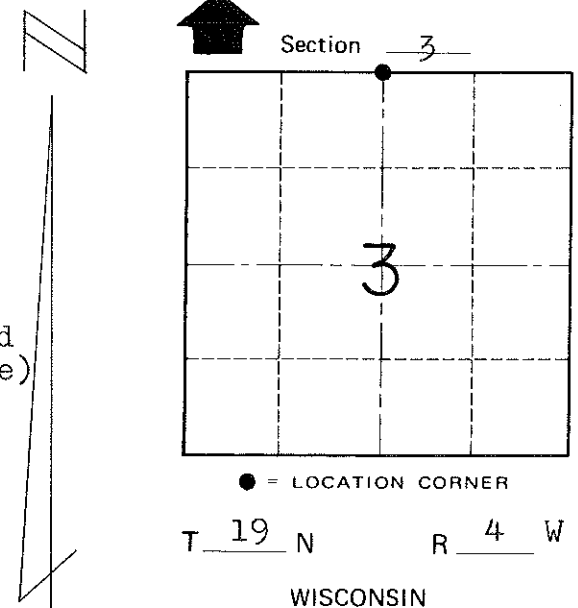 N
Section 3
3
d
e)
● = LOCATION CORNER
T 19 N R 4 W
WISCONSIN